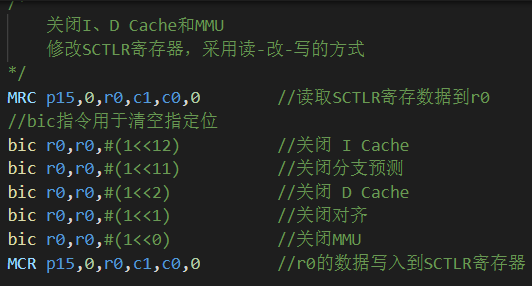 /*
关闭I、D Cache和MMU
修改SCTLR寄存器，采用读-改-写的方式
*/
MRC p15,0,r0,c1,c0,0 //读取SCTLR寄存数据到r0
//bic指令用于清空指定位
bic r0,r0,#(1<<12) //关闭 I Cache
bic r0,r0,#(1<<11) //关闭分支预测
bic r0,r0,#(1<<2) //关闭 D Cache
bic r0,r0,#(1<<1) //关闭对齐
bic r0,r0,#(1<<0) //关闭MMU
MCR p15,0,r0,c1,c0,0 //r0的数据写入到SCTLR寄存器